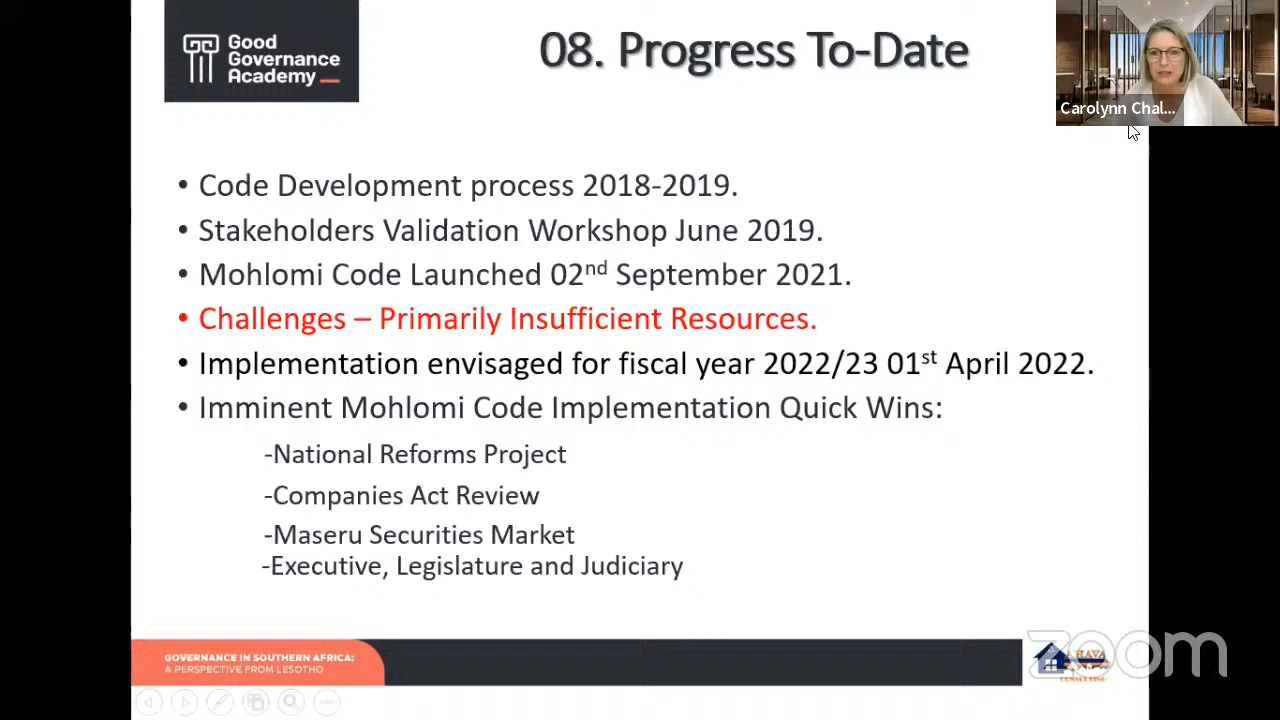 Good
Governance
Academy
08. Progress To-Date
Carolynn Chal...
• Code Development process 2018-2019.
• Stakeholders Validation Workshop June 2019.
• Mohlomi Code Launched 02nd September 2021.
• Challenges – Primarily Insufficient Resources.
• Implementation envisaged for fiscal year 2022/23 01st April 2022.
• Imminent Mohlomi Code Implementation Quick Wins:
-National Reforms Project
-Companies Act Review
-Maseru Securities Market
-Executive, Legislature and Judiciary
GOVERNANCE IN SOUTHERN AFRICA:
A PERSPECTIVE FROM LESOTHO
zoom
CONSULTING